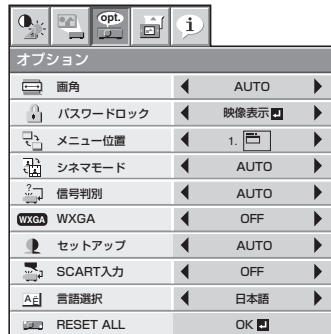 opt.
オプション
画角 AUTO
パスワードロック 映像表示
メニュー位置 1.
シネマモード AUTO
信号判別 AUTO
WXGA WXGA OFF
セットアップ AUTO
SCART入力 OFF
AÉ 言語選択 日本語
RESET ALL OK